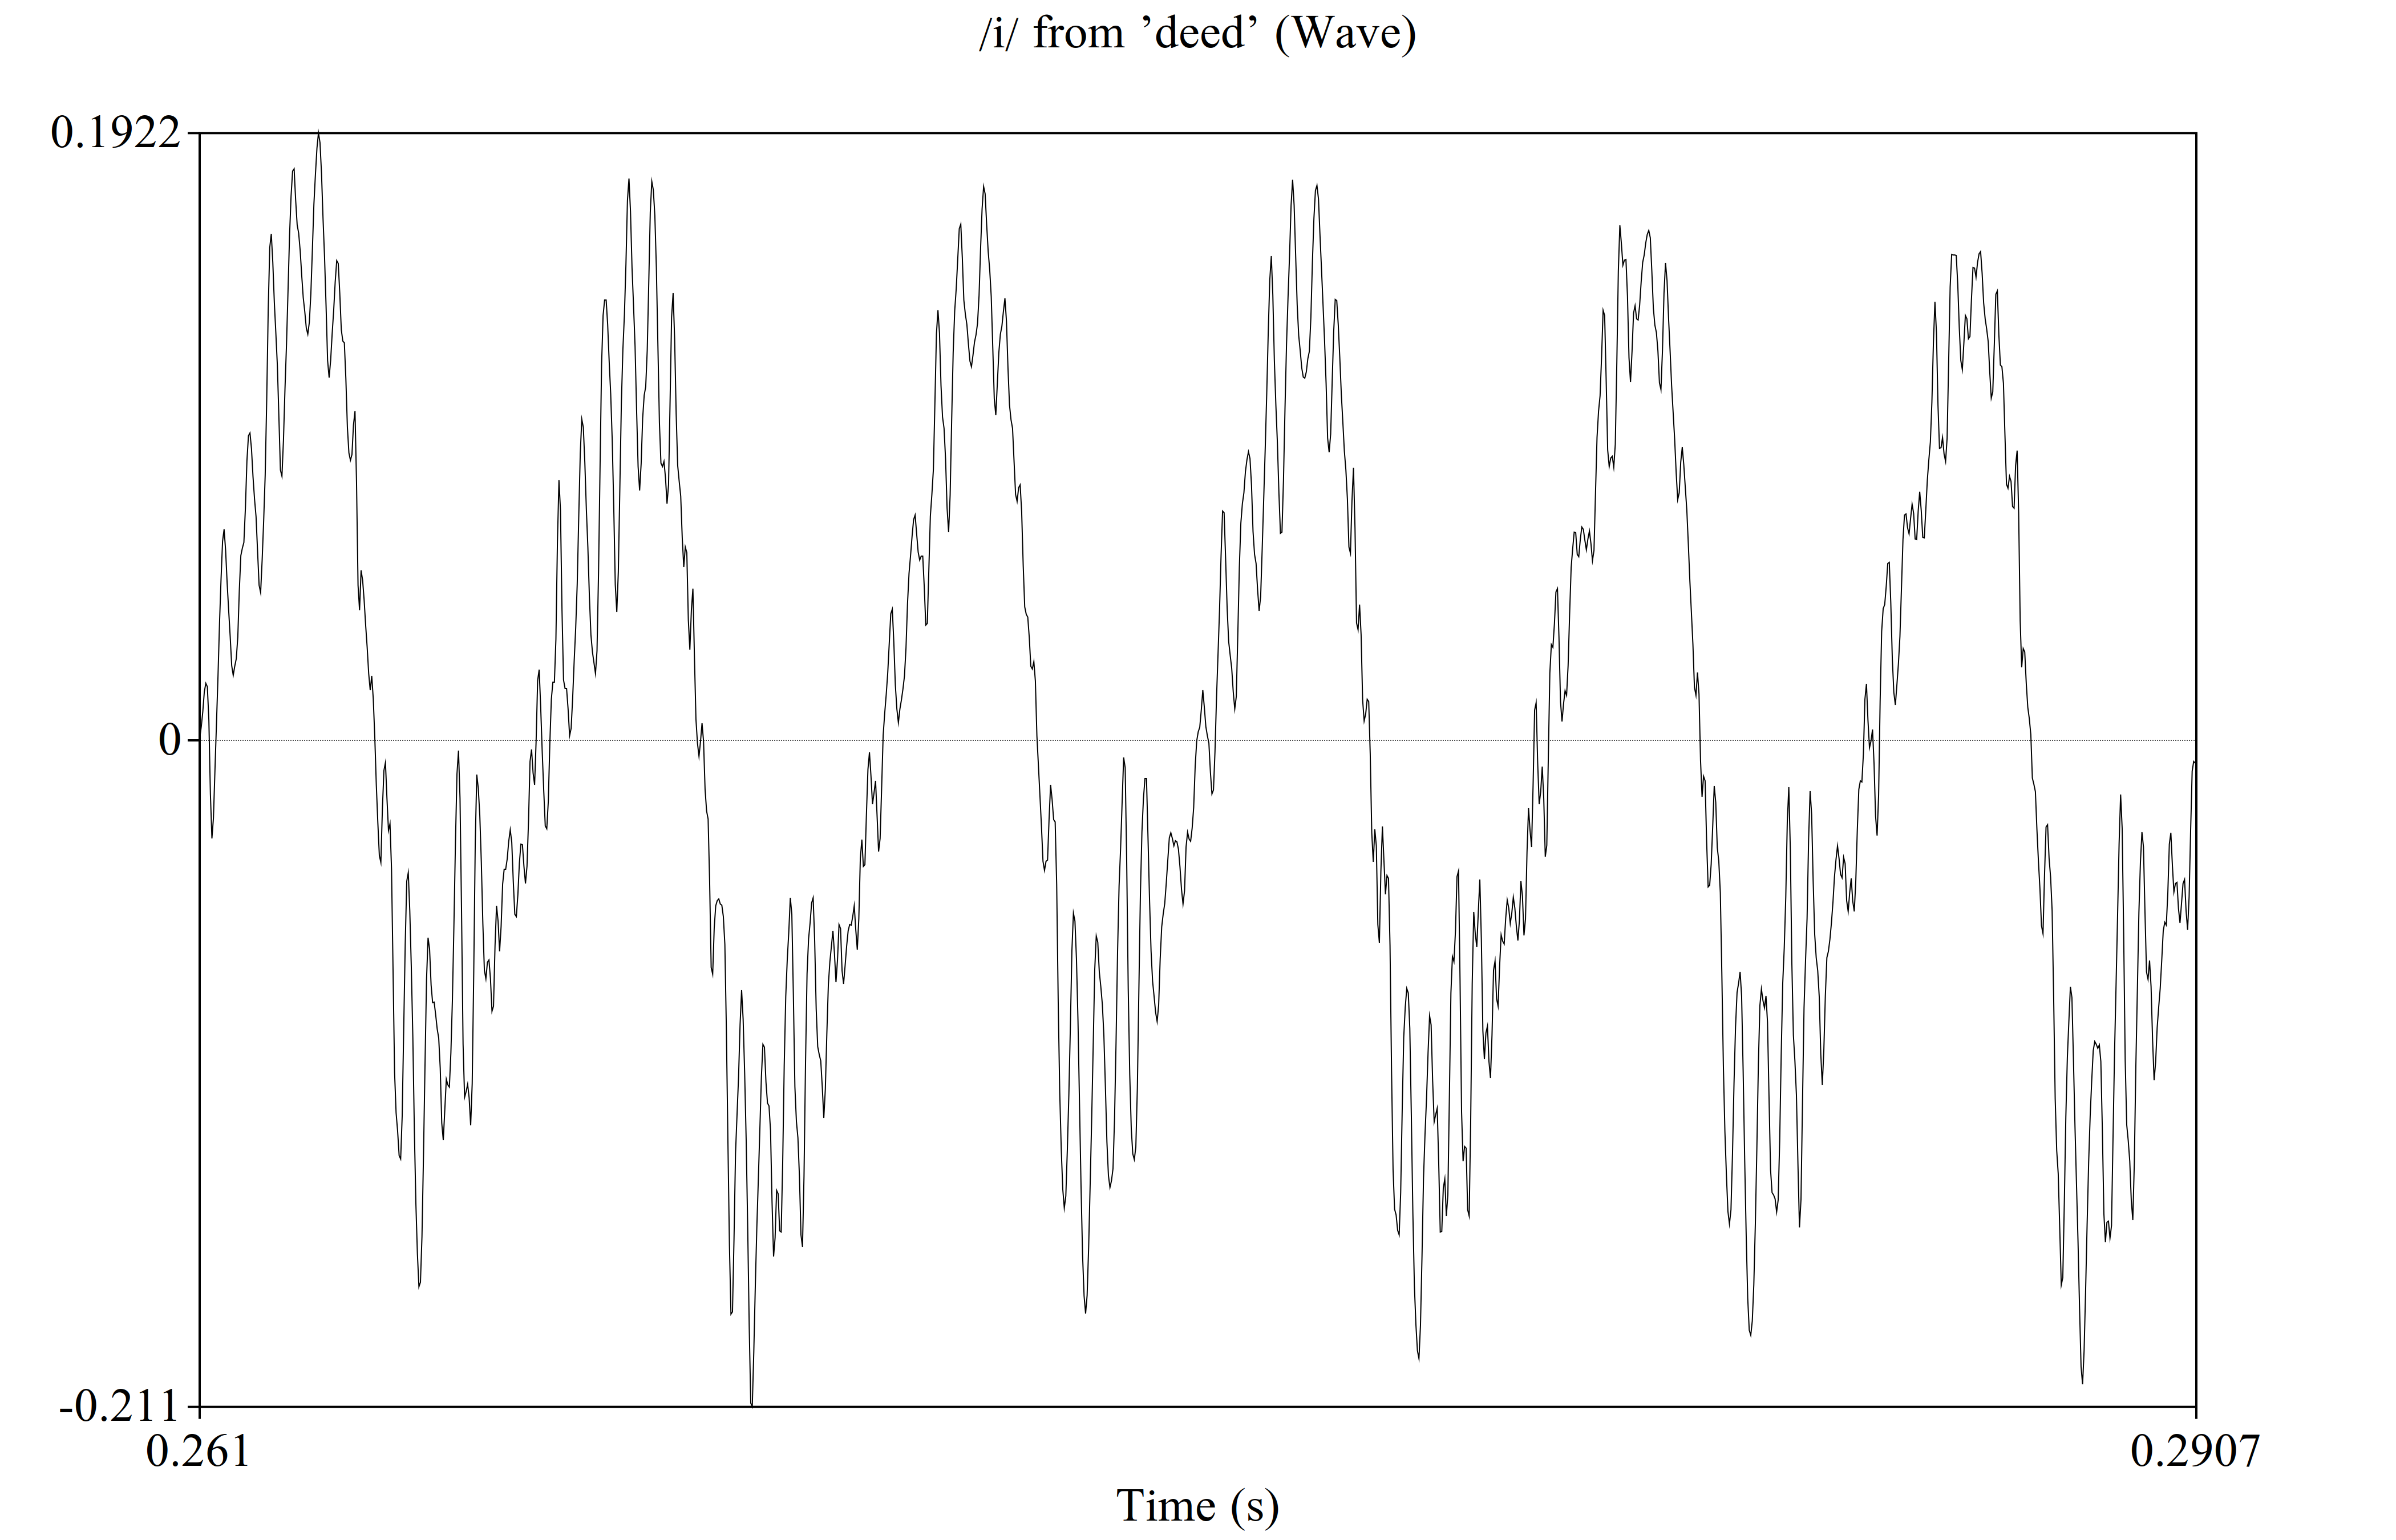 /i/ from ’deed’ (Wave)
0.1922
0
-0.211
0.261
0.2907
Time (s)